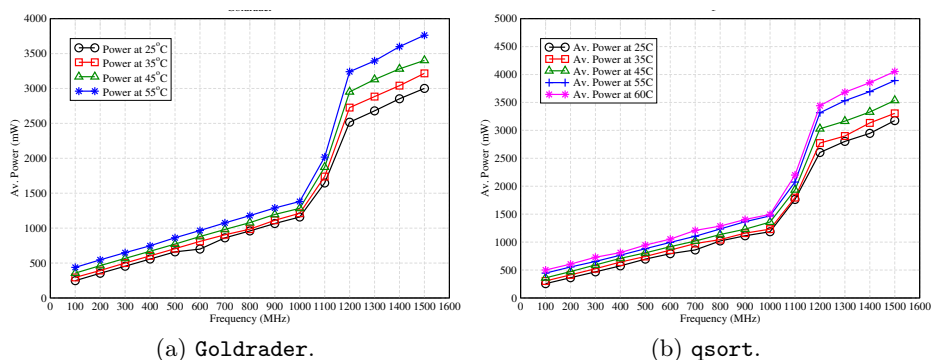 4000
3500
3000
2500
2000
1500
1000
500
0
Av. Power (mW)
Power at 25°C
Power at 35°C
Power at 45°C
Power at 55°C
0 100 200 300 400 500 600 700 800 900 1000 1100 1200 1300 1400 1500 1600
Frequency (MHz)
(a) Goldrader.
5000
4500
4000
3500
3000
2500
2000
1500
1000
500
0
Av. Power (mW)
Av. Power at 25C
Av. Power at 35C
Av. Power at 45C
Av. Power at 55C
Av. Power at 60C
0 100 200 300 400 500 600 700 800 900 1000 1100 1200 1300 1400 1500 1600
Frequency (MHz)
(b) qsort.